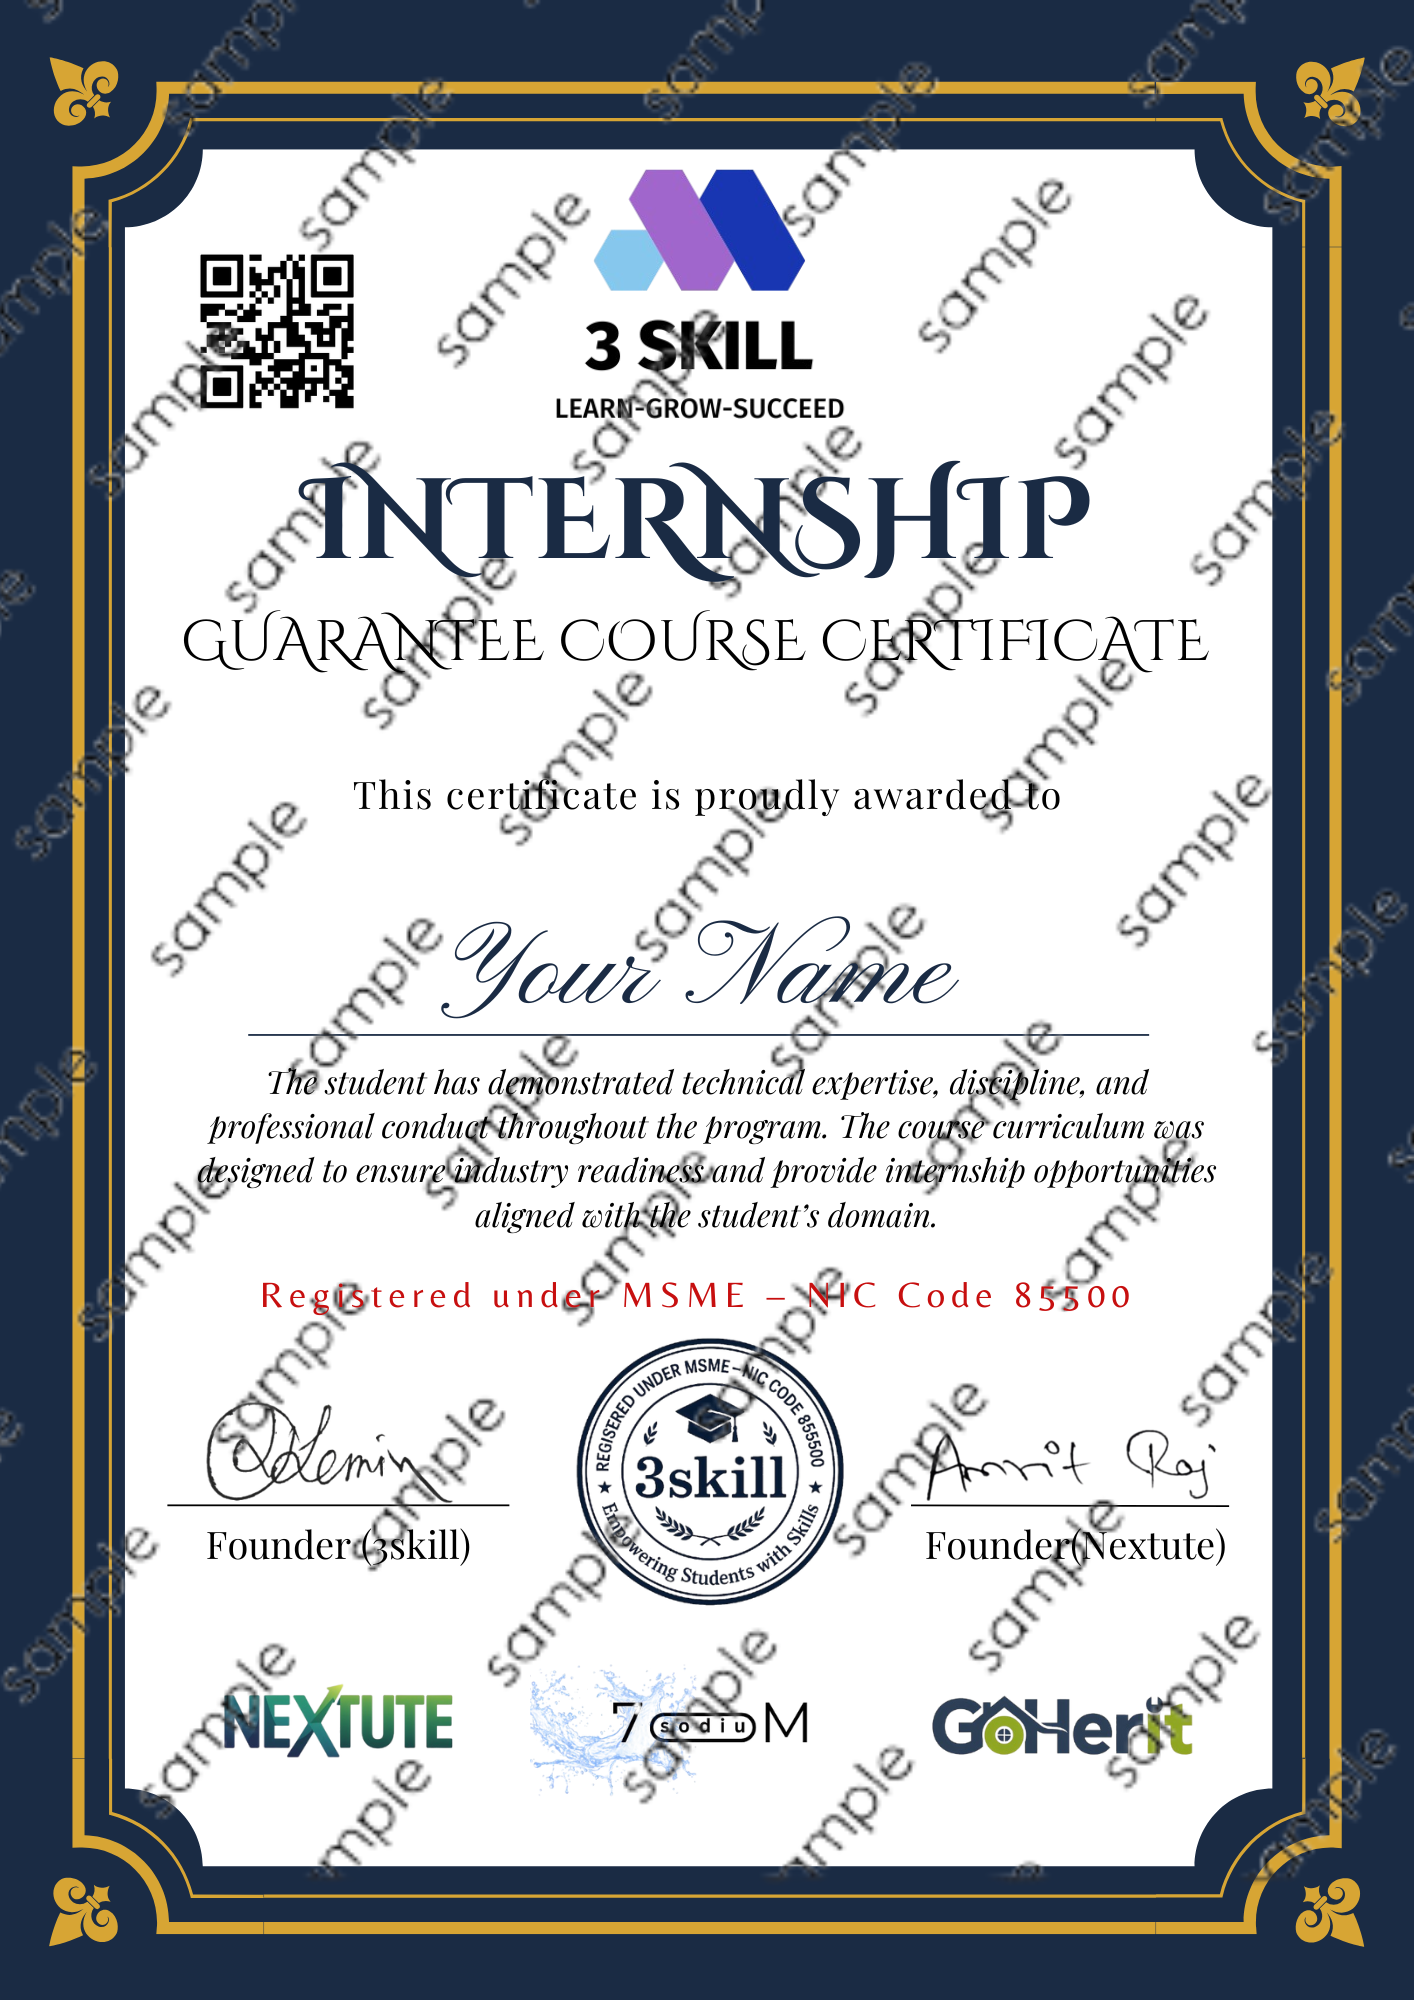 3 SKILL
LEARN-GROW-SUCCEED
INTERNSHIP
GUARANTEE COURSE CERTIFICATE
This certificate is proudly awarded to
Your Name
The student has demonstrated technical expertise, discipline, and
professional conduct throughout the program. The course curriculum was
designed to ensure industry readiness and provide internship opportunities
aligned with the student's domain.
Registered under MSME – NIC Code 85500
REGISERED UNDER MSME – NIC CODE 855500
3skill
Empowering Students with Skills
Amrit Raj
Founder (3skill)
Founder(Nextute)
NEXTUTE
7 sodiu M
GoHerit
sample